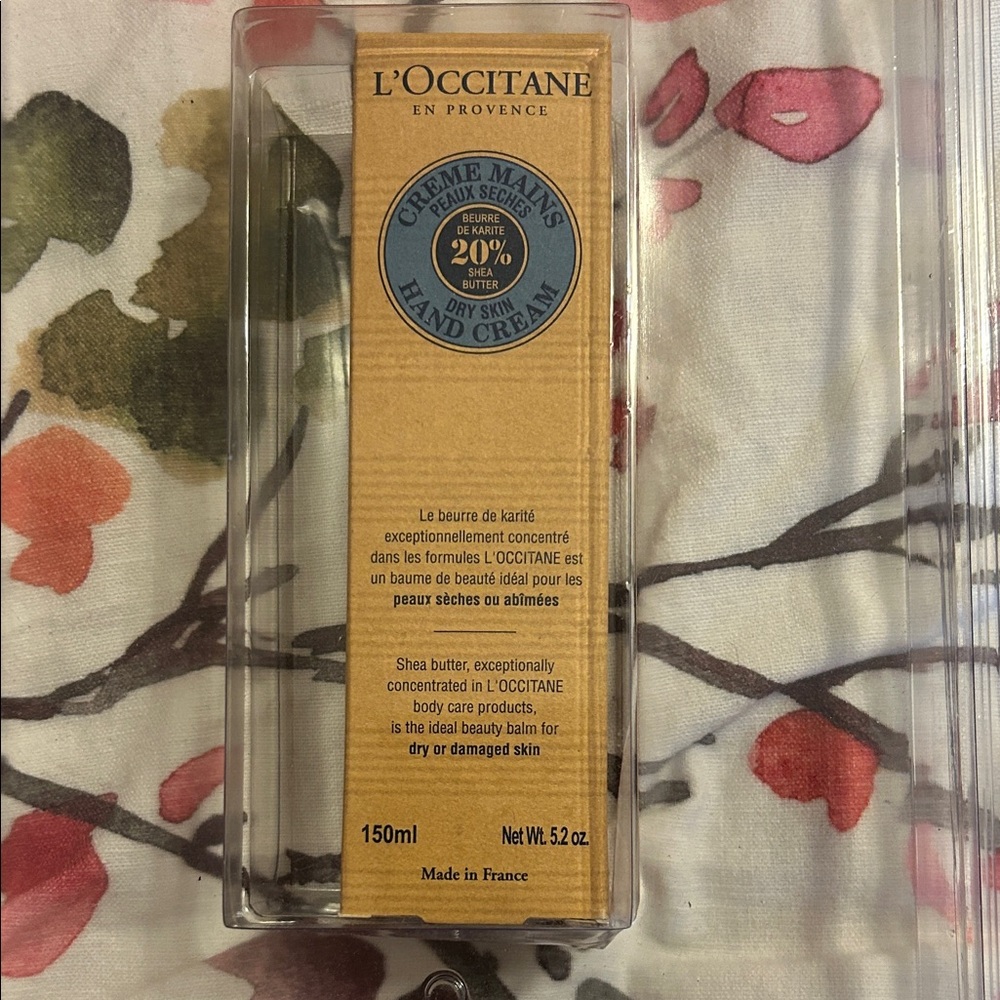 L'OCCITANE
EN PROVENCE
CREME MAINS
PEAUX SECHES
BEURRE
DE KARITE
20%
SHEA
BUTTER
DRY SKIN
HAND CREAM
Le beurre de karité
exceptionnellement concentré
dans les formules L'OCCITANE est
un baume de beauté idéal pour les
peaux sèches ou abîmées
Shea butter, exceptionally
concentrated in L'OCCITANE
body care products,
is the ideal beauty balm for
dry or damaged skin
150ml Net Wt. 5.2 oz.
Made in France